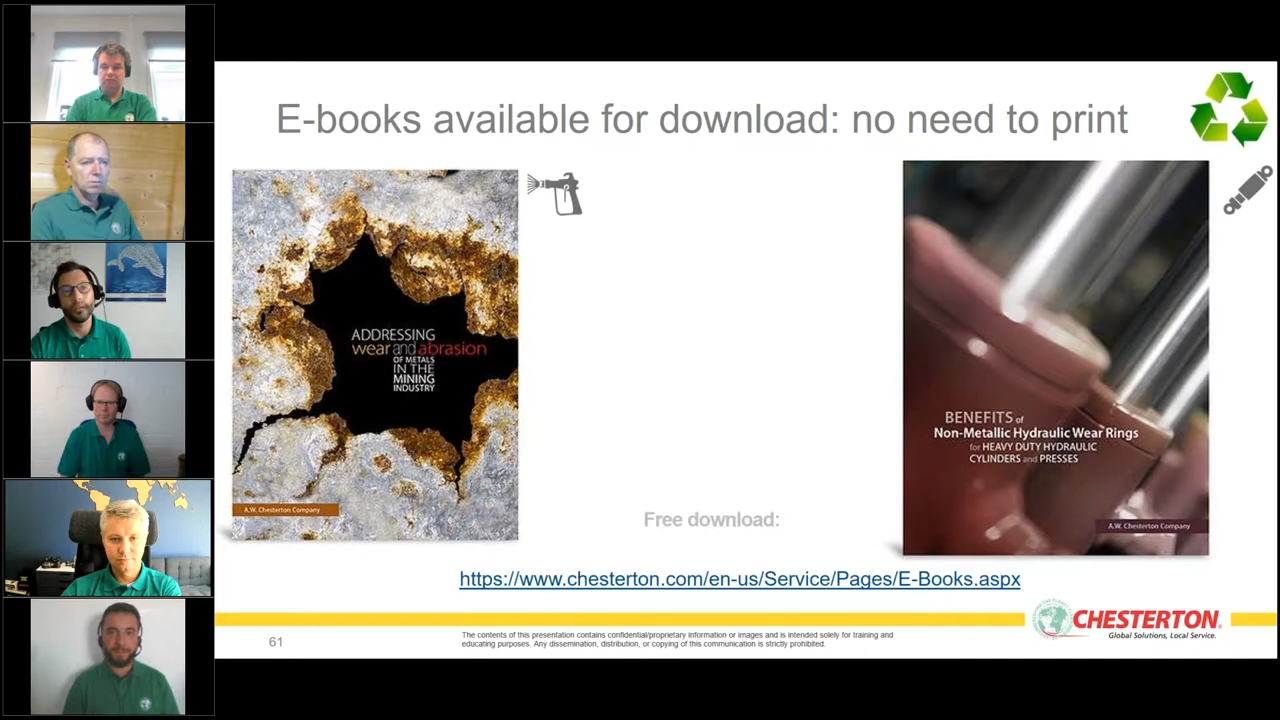 E-books available for download: no need to print
ADDRESSING
wear and abrasion
OF METALS
IN THE
MINING
INDUSTRY
A.W. Chesterton Company
BENEFITS of
Non-Metallic Hydraulic Wear Rings
for HEAVY DUTY HYDRAULIC
CYLINDERS and PRESSES
A.W. Chesterton Company
Free download:
https://www.chesterton.com/en-us/Service/Pages/E-Books.aspx
61
The contents of this presentation contains confidential/proprietary information or images and is intended solely for training and
educating purposes. Any dissemination, distribution, or copying of this communication is strictly prohibited.
CHESTERTON®
Global Solutions, Local Service.